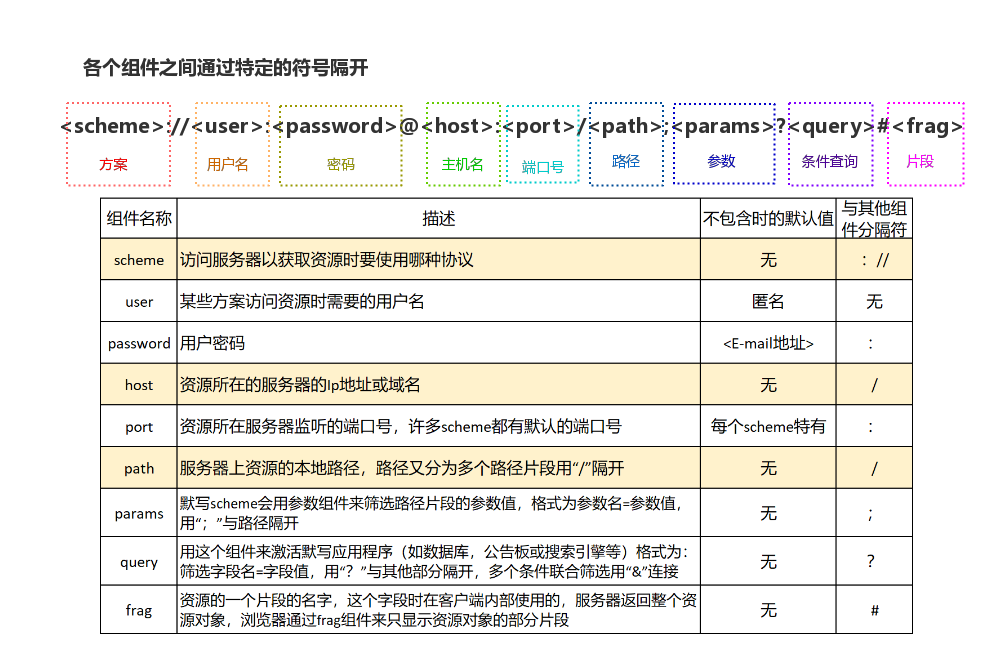 各个组件之间通过特定的符号隔开
<scheme>://<user>:<password>@<host>:<port>/<path>;<params>?<query>#<frag>
方案 用户名 密码 主机名 端口号 路径 参数 条件查询 片段
组件名称 描述 不包含时的默认值 与其他组
件分隔符
scheme 访问服务器以获取资源时要使用哪种协议 无 ：//
user 某些方案访问资源时需要的用户名 匿名 无
password 用户密码 <E-mail地址> :
host 资源所在的服务器的Ip地址或域名 无 /
port 资源所在服务器监听的端口号，许多scheme都有默认的端口号 每个scheme特有 :
path 服务器上资源的本地路径，路径又分为多个路径片段用“/”隔开 无 /
params 默写scheme会用参数组件来筛选路径片段的参数值，格式为参数名=参数值，
用“；”与路径隔开 无 ;
query 用这个组件来激活默写应用程序（如数据库，公告板或搜索引擎等）格式为：
筛选字段名=字段值，用“？”与其他部分隔开，多个条件联合筛选用“&”连接 无 ?
frag 资源的一个片段的名字，这个字段时在客户端内部使用的，服务器返回整个资
源对象，浏览器通过frag组件来只显示资源对象的部分片段 无 #